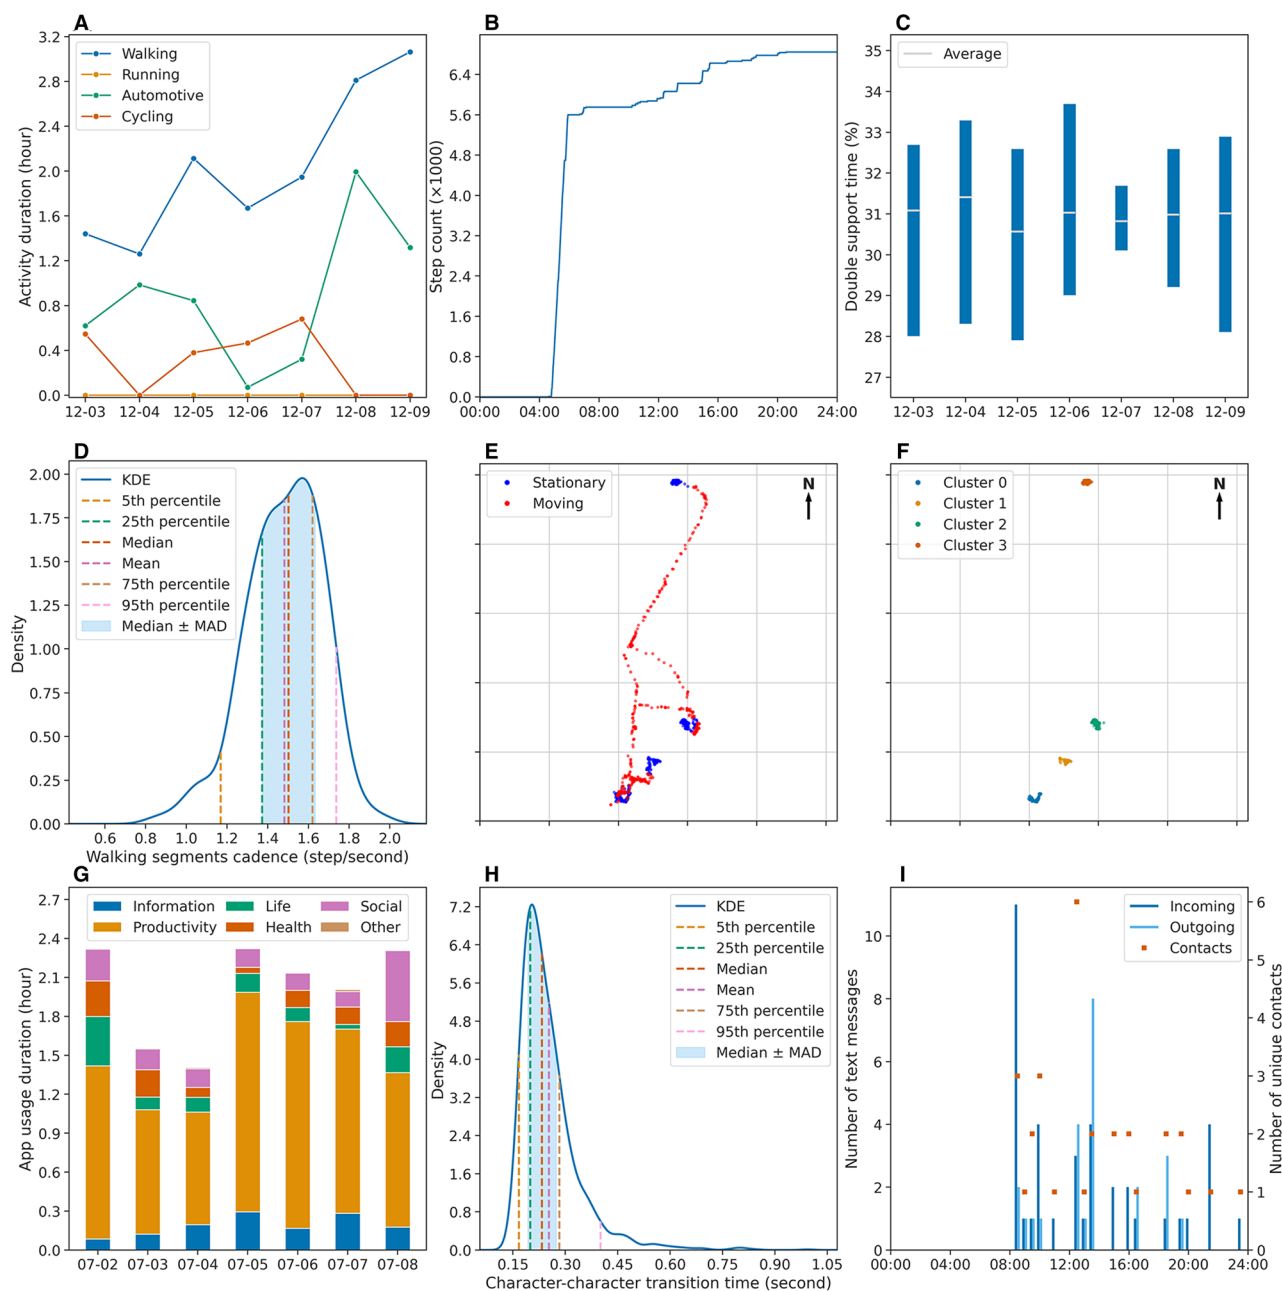 A
Activity duration (hour)
3.2
2.8
2.4
2.0
1.6
1.2
0.8
0.4
0.0
Walking
Running
Automotive
Cycling
12-03 12-04 12-05 12-06 12-07 12-08 12-09
B
Step count (×1000)
6.4
5.6
4.8
4.0
3.2
2.4
1.6
0.8
0.0
00:00 04:00 08:00 12:00 16:00 20:00 24:00
C
Double support time (%)
35
34
33
32
31
30
29
28
27
Average
12-03 12-04 12-05 12-06 12-07 12-08 12-09
D
Density
2.00
1.75
1.50
1.25
1.00
0.75
0.50
0.25
0.00
KDE
5th percentile
25th percentile
Median
Mean
75th percentile
95th percentile
Median ± MAD
0.6 0.8 1.0 1.2 1.4 1.6 1.8 2.0
Walking segments cadence (step/second)
E
Stationary
Moving
N
F
Cluster 0
Cluster 1
Cluster 2
Cluster 3
N
G
App usage duration (hour)
2.7
2.4
2.1
1.8
1.5
1.2
0.9
0.6
0.3
0.0
Information Life Social
Productivity Health Other
07-02 07-03 07-04 07-05 07-06 07-07 07-08
H
Density
7.2
6.4
5.6
4.8
4.0
3.2
2.4
1.6
0.8
0.0
KDE
5th percentile
25th percentile
Median
Mean
75th percentile
95th percentile
Median ± MAD
0.15 0.30 0.45 0.60 0.75 0.90 1.05
Character-character transition time (second)
I
Number of text messages
10
8
6
4
2
0
Incoming
Outgoing
Contacts
6
5
4
3
2
1
0
Number of unique contacts
00:00 04:00 08:00 12:00 16:00 20:00 24:00